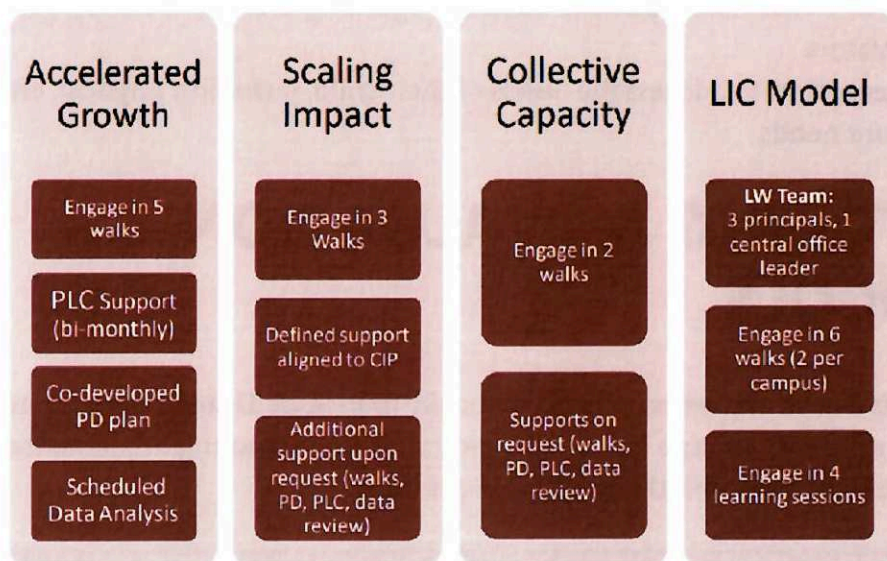 Accelerated
Growth
Engage in 5
walks
PLC Support
(bi-monthly)
Co-developed
PD plan
Scheduled
Data Analysis
Scaling
Impact
Engage in 3
Walks
Defined support
aligned to CIP
Additional
support upon
request (walks,
PD, PLC, data
review)
Collective
Capacity
Engage in 2
walks
Supports on
request (walks,
PD, PLC, data
review)
LIC Model
LW Team:
3 principals, 1
central office
leader
Engage in 6
walks (2 per
campus)
Engage in 4
learning sessions